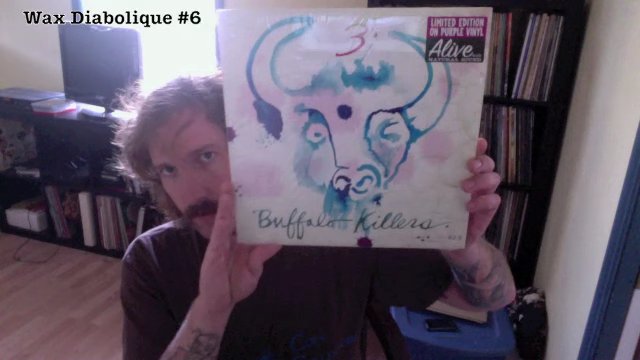 Wax Diabolique #6
3
LIMITED EDITION
ON PURPLE VINYL
Alive
NATURAL SOUND
Buffalo Killers